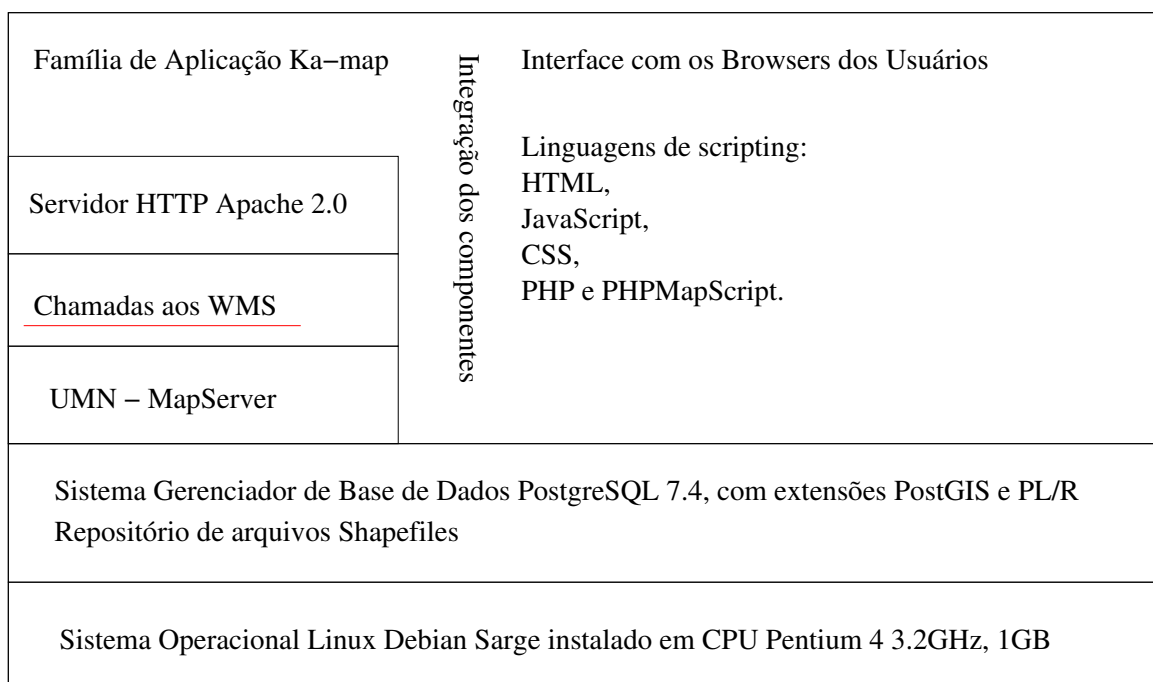 Família de Aplicação Ka−map
Integração dos componentes
Interface com os Browsers dos Usuários
Linguagens de scripting:
HTML,
JavaScript,
CSS,
PHP e PHPMapScript.
Servidor HTTP Apache 2.0
Chamadas aos WMS
UMN − MapServer
Sistema Gerenciador de Base de Dados PostgreSQL 7.4, com extensões PostGIS e PL/R
Repositório de arquivos Shapefiles
Sistema Operacional Linux Debian Sarge instalado em CPU Pentium 4 3.2GHz, 1GB